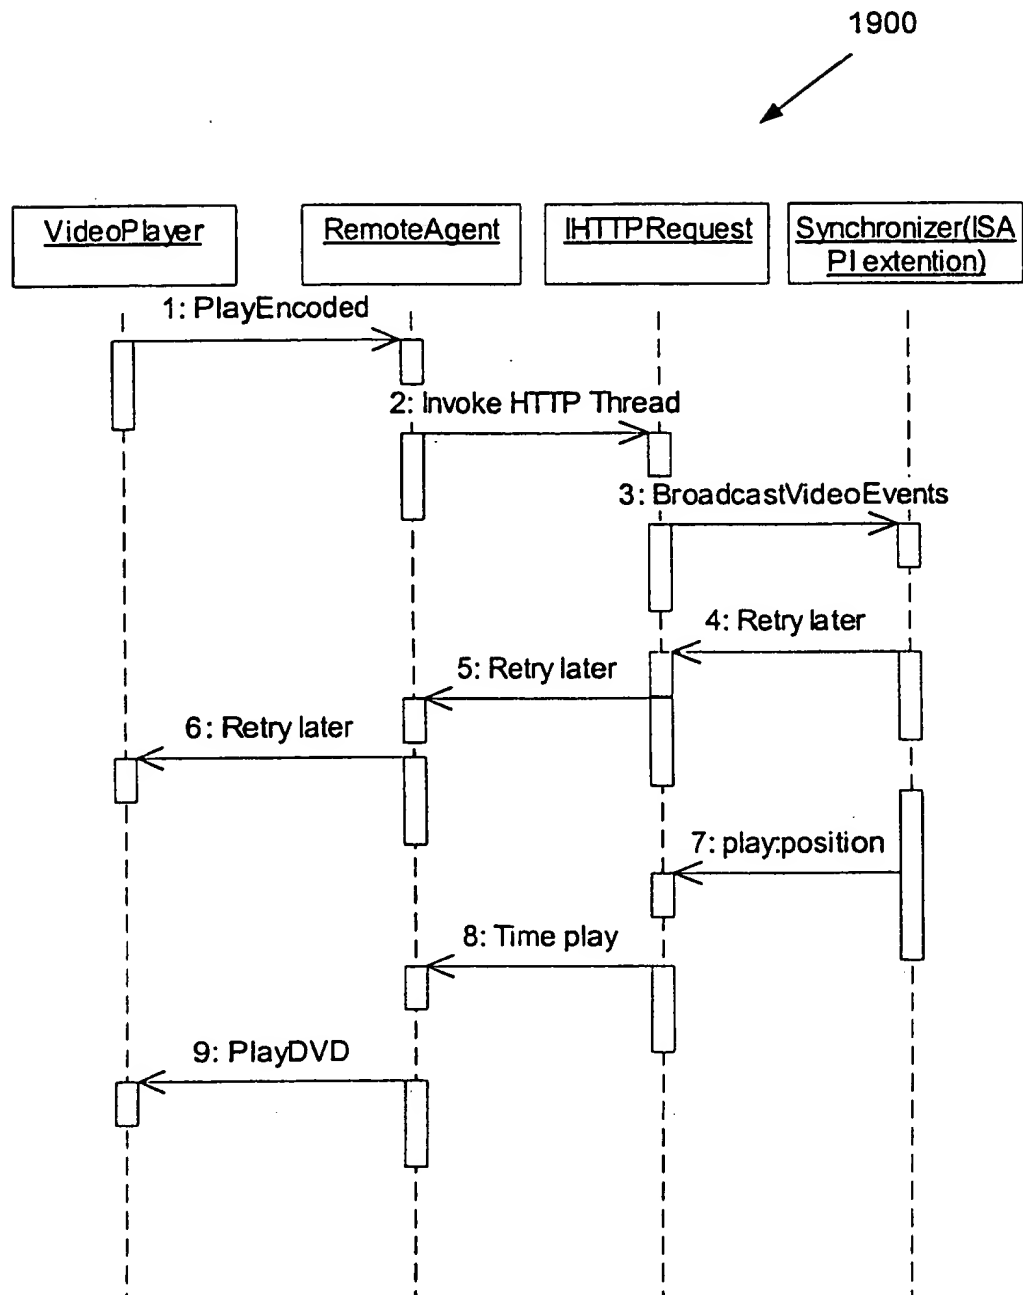 1900
VideoPlayer
RemoteAgent
IHTTPRequest
Synchronizer(ISA
PI extention)
1: PlayEncoded
2: Invoke HTTP Thread
3: BroadcastVideoEvents
4: Retry later
5: Retry later
6: Retry later
7: play:position
8: Time play
9: PlayDVD